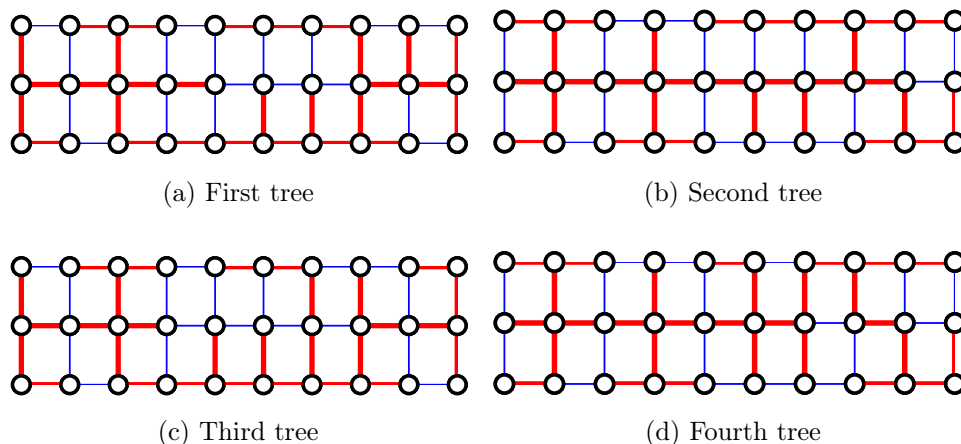 (a) First tree
(b) Second tree
(c) Third tree
(d) Fourth tree